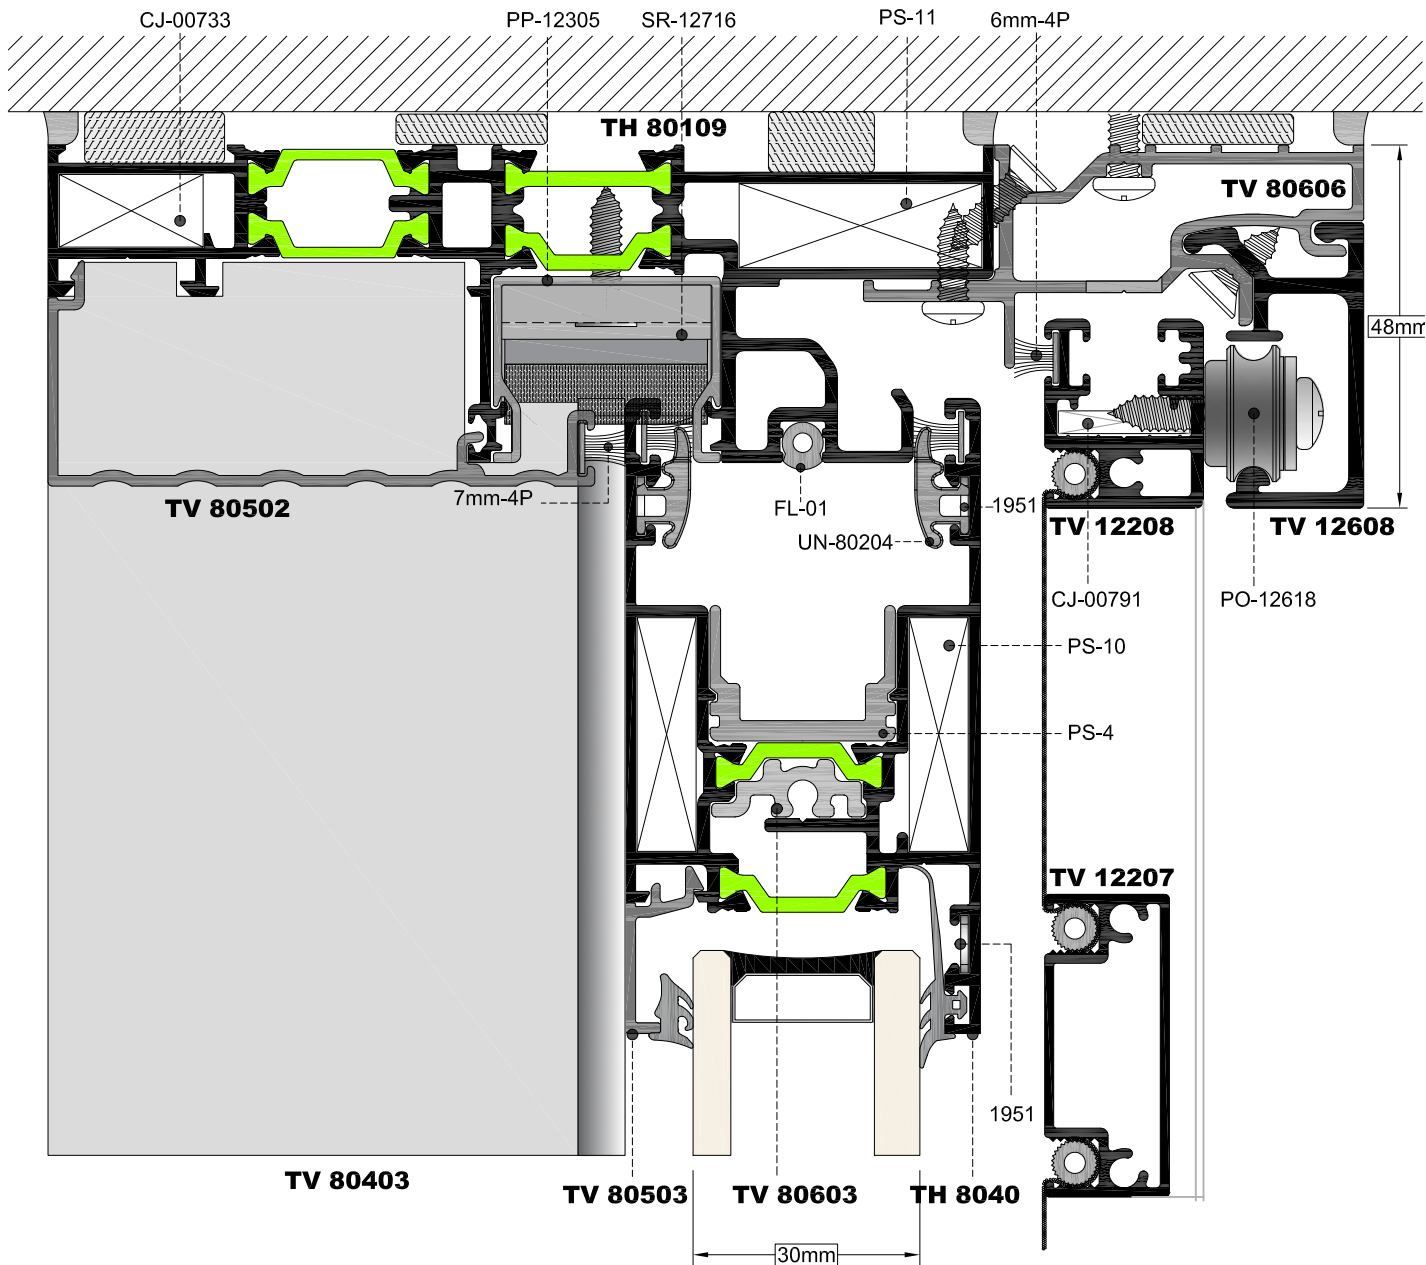 CJ-00733 PP-12305 SR-12716 PS-11 6mm-4P
TH 80109
TV 80606
48mm
TV 80502
7mm-4P
FL-01
1951
UN-80204
TV 12208
TV 12608
CJ-00791
PO-12618
PS-10
PS-4
TV 12207
1951
TV 80403
TV 80503
TV 80603
TH 8040
30mm